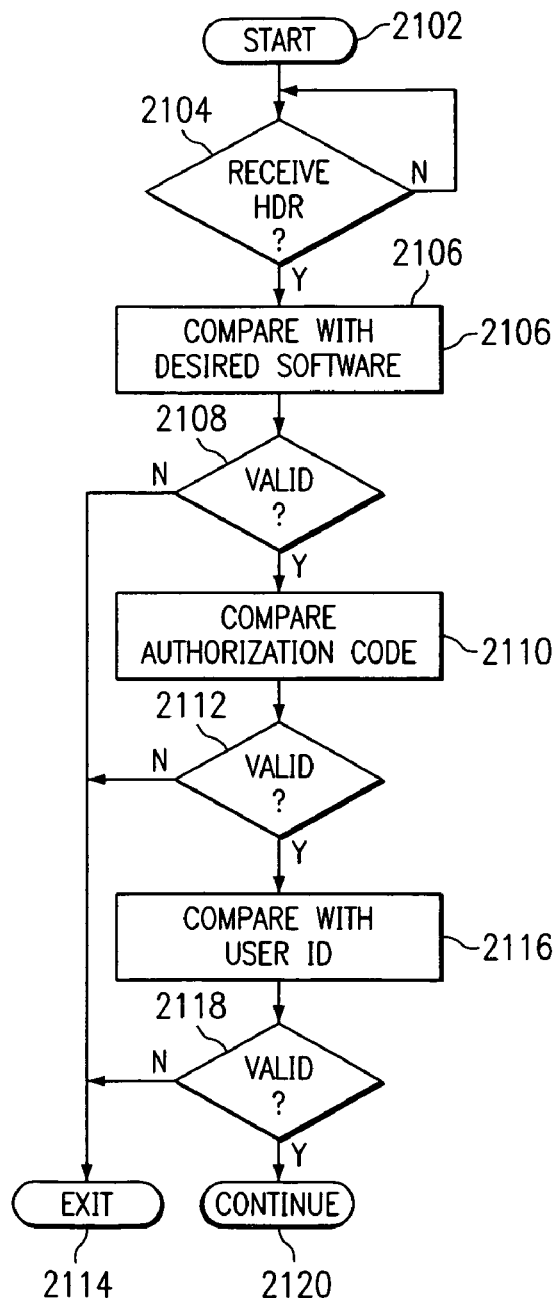 START
2102
2104
RECEIVE
HDR
?
N
Y
2106
COMPARE WITH
DESIRED SOFTWARE
2106
2108
N
VALID
?
Y
COMPARE
AUTHORIZATION CODE
2110
2112
N
VALID
?
Y
COMPARE WITH
USER ID
2116
2118
N
VALID
?
Y
EXIT
CONTINUE
2114
2120